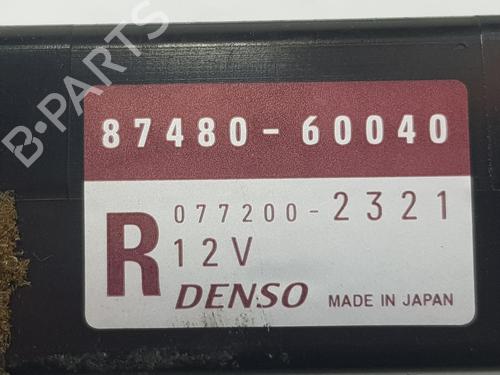 B-PARTS
87480-60040
R 077200-2321
12V
DENSO MADE IN JAPAN